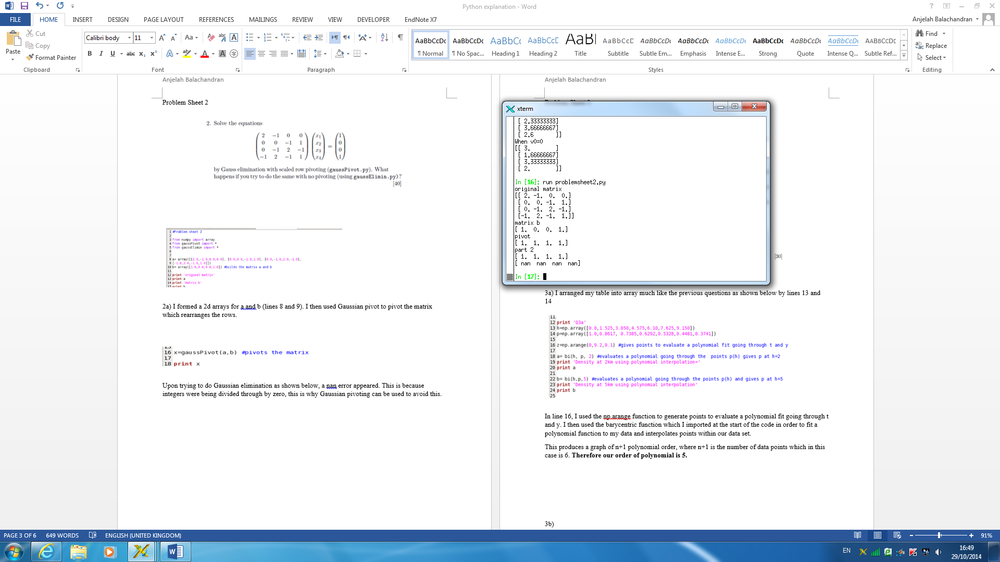 Python explanation - Word
FILE HOME INSERT DESIGN PAGE LAYOUT REFERENCES MAILINGS REVIEW VIEW DEVELOPER EndNote X7
Anjelah Balachandran
Paste
Cut
Copy
Format Painter
Clipboard
Calibri body 11
Font
Paragraph
AaBbCcDc AaBbCcDc AaBbCc AaBbCcD AaBl AaBbCcD AaBbCcDc AaBbCcDc AaBbCcDc AaBbCcDc AaBbCcDc AaBbCcDc AABBCCDD
¶ Normal ¶ No Spac... Heading 1 Heading 2 Title Subtitle Subtle Em... Emphasis Intense E... Strong Quote Intense Q... Subtle Ref...
Styles
Find
Replace
Select
Editing
Anjelah Balachandran
Problem Sheet 2
2. Solve the equations
2 −1 0 0 x1 1
0 0 −1 1 x2 0
0 −1 2 −1 x3 = 0
−1 2 −1 1 x4 1
by Gauss elimination with scaled row pivoting (gaussPivot.py). What
happens if you try to do the same with no pivoting (using gaussElimin.py)?
[40]
1 #Problem sheet 2
2
3 from numpy import array
4 from gaussPivot import *
5 from gaussElimin import *
6
7
8 a= array([[2.0,-1.0,0.0,0.0], [0.0,0.0,-1.0,1.0], [0.0,-1.0,2.0,-1.0],
9 [-1.0,2.0,-1.0,1.0]])
10 b= array([1.0,0.0,0.0,1.0]) #builds the matrix a and b
11
12 print 'original matrix'
13 print a
14 print 'matrix b'
15 print b
2a) I formed a 2d arrays for a and b (lines 8 and 9). I then used Gaussian pivot to pivot the matrix
which rearranges the rows.
15
16 x=gaussPivot(a,b) #pivots the matrix
17
18 print x
Upon trying to do Gaussian elimination as shown below, a nan error appeared. This is because
integers were being divided through by zero, this is why Gaussian pivoting can be used to avoid this.
Anjelah Balachandran
xterm
[ 2.33333333]
[ 3.66666667]
[ 2.6 ]]
When v0=0
[[ 3. ]
[ 1.66666667]
[ 3.33333333]
[ 2. ]]
In [16]: run problemsheet2.py
original matrix
[[ 2. -1. 0. 0.]
[ 0. 0. -1. 1.]
[ 0. -1. 2. -1.]
[-1. 2. -1. 1.]]
matrix b
[ 1. 0. 0. 1.]
pivot
[ 1. 1. 1. 1.]
part 2
[ 1. 1. 1. 1.]
[ nan nan nan nan]
In [17]:
[30]
3a) I arranged my table into array much like the previous questions as shown below by lines 13 and
14
11
12 print 'Q3a'
13 h=np.array([0.0,1.525,3.050,4.575,6.10,7.625,9.150])
14 p=np.array([1.0,0.8617, 0.7385,0.6292,0.5328,0.4481,0.3741])
15
16 z=np.arange(0,9.2,0.1) #gives points to evaluate a polynomial fit going through t and y
17
18 a= bi(h, p, 2) #evaluates a polynomial going through the points p(h) gives p at h=2
19 print 'Density at 2km using polynomial interpolation='
20 print a
21
22 b= bi(h,p,5) #evaluates a polynomial going through the points p(h) and gives p at h=5
23 print 'Density at 5km using polynomial interpolation'
24 print b
25
In line 16, I used the np.arange function to generate points to evaluate a polynomial fit going through t
and y. I then used the barycentric function which I imported at the start of the code in order to fit a
polynomial function to my data and interpolates points within our data set.
This produces a graph of n+1 polynomial order, where n+1 is the number of data points which in this
case is 6. Therefore our order of polynomial is 5.
3b)
PAGE 3 OF 6 649 WORDS ENGLISH (UNITED KINGDOM)
91%
EN
16:49
29/10/2014